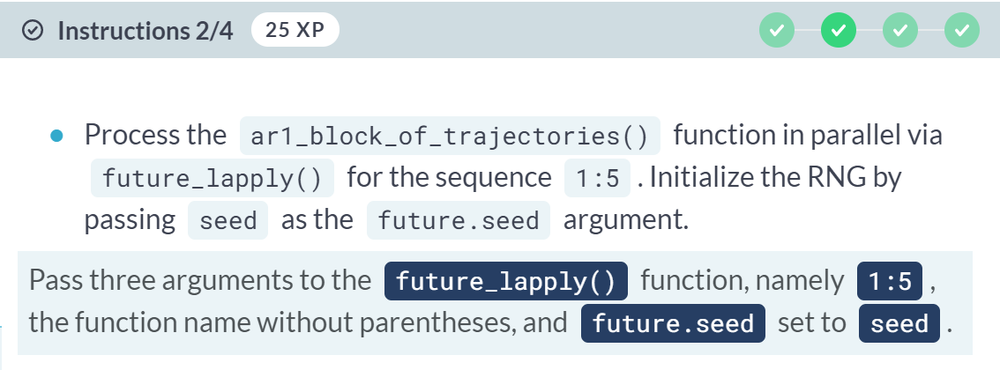 Instructions 2/4 25 XP
Process the ar1_block_of_trajectories() function in parallel via
future_lapply() for the sequence 1:5 . Initialize the RNG by
passing seed as the future.seed argument.
Pass three arguments to the future_lapply() function, namely 1:5 ,
the function name without parentheses, and future.seed set to seed .